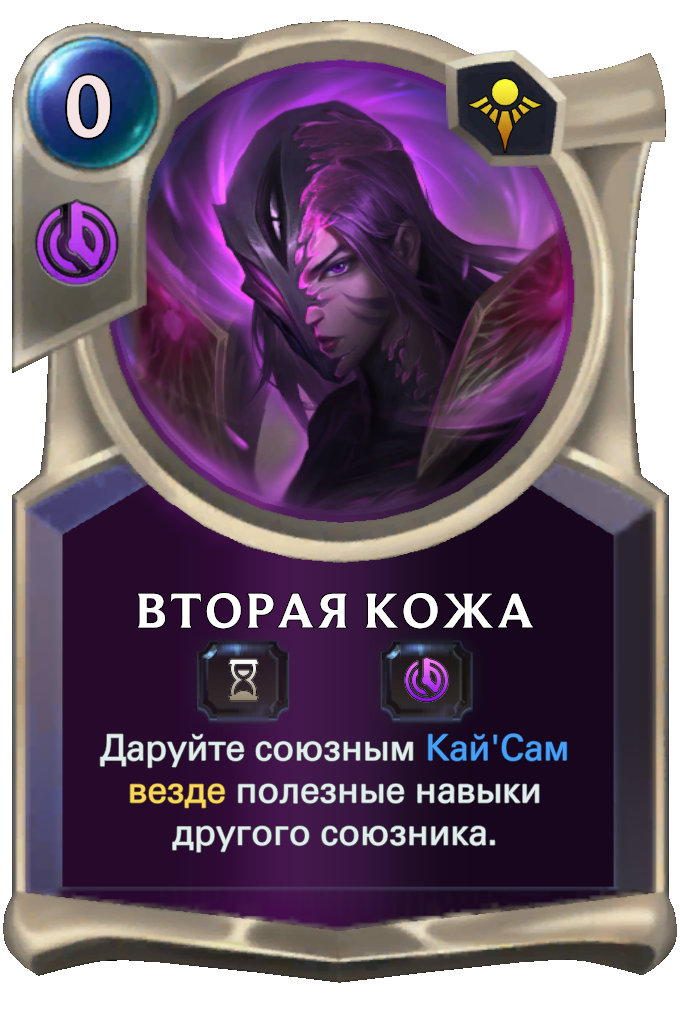 0
ВТОРАЯ КОЖА
Даруйте союзным Кай'Сам
везде полезные навыки
другого союзника.